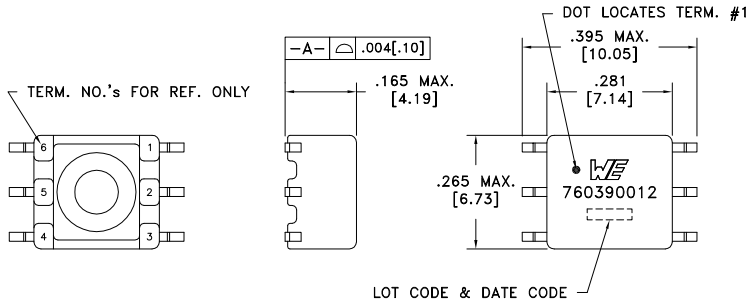 DOT LOCATES TERM. #1
.395 MAX.
[10.05]
-A- ⌓ .004[.10]
.165 MAX.
[4.19]
.281
[7.14]
TERM. NO.'s FOR REF. ONLY
6 1
5 2
4 3
.265 MAX.
[6.73]
WE
760390012
LOT CODE & DATE CODE